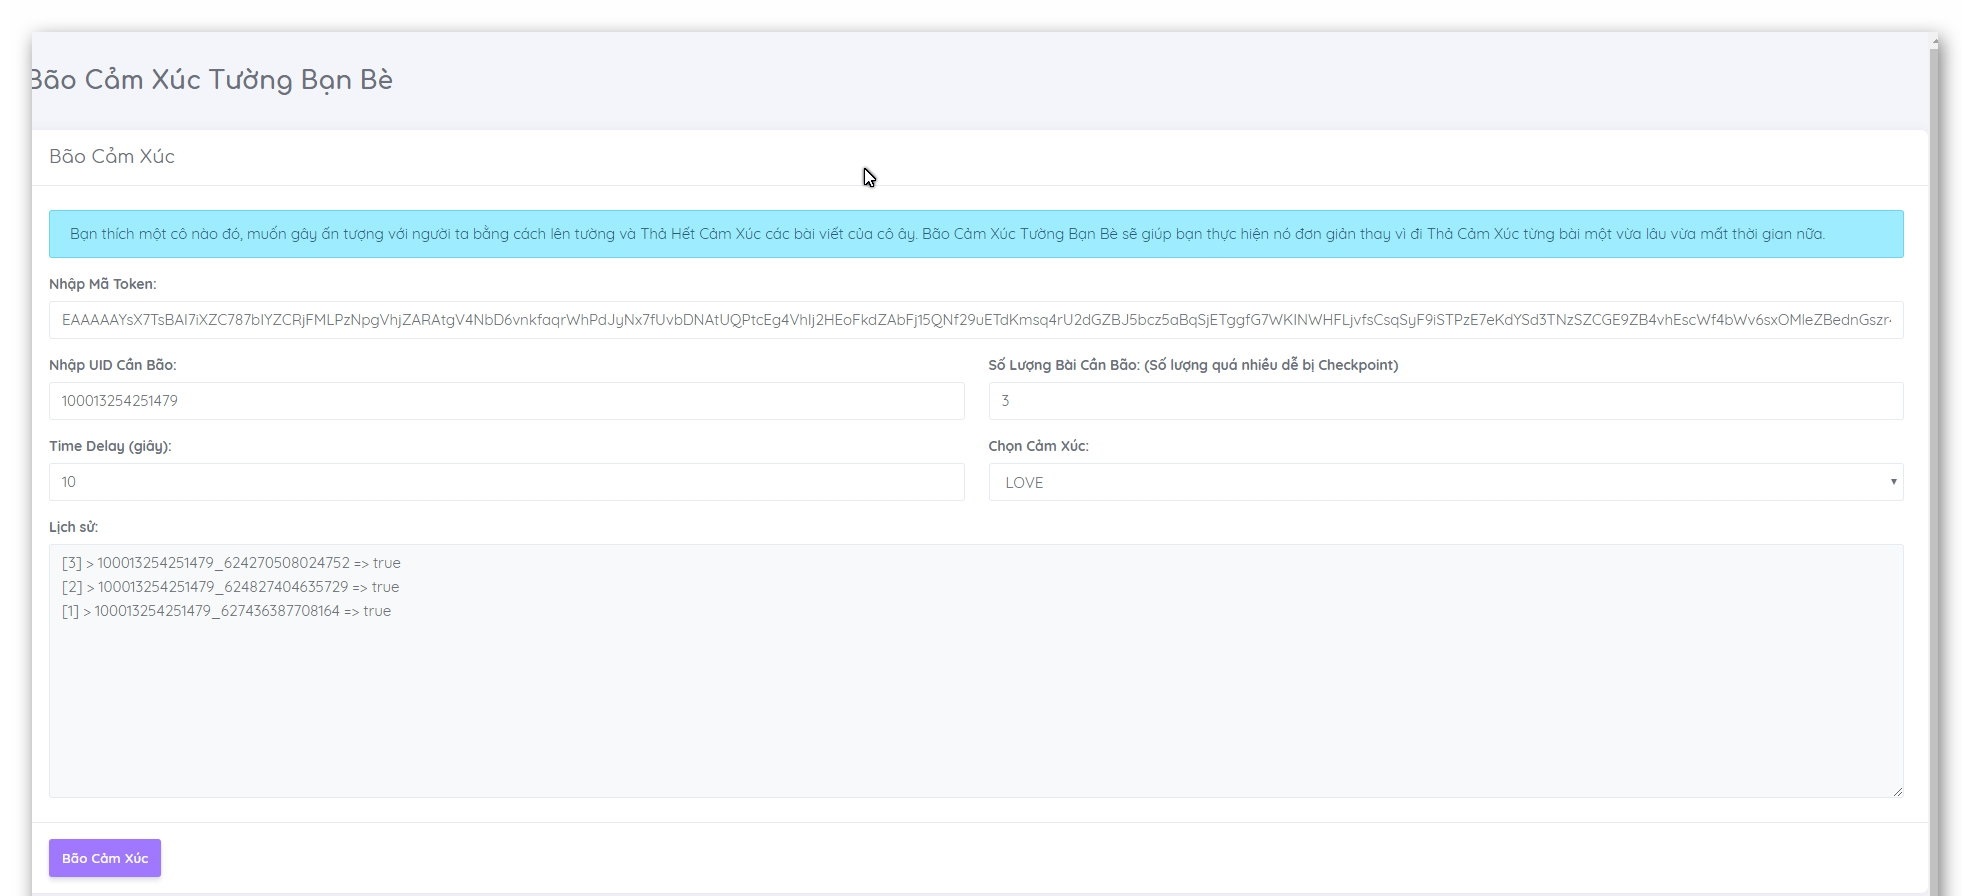 Bão Cảm Xúc Tường Bạn Bè
Bão Cảm Xúc
Bạn thích một cô nào đó, muốn gây ấn tượng với người ta bằng cách lên tường và Thả Hết Cảm Xúc các bài viết của cô ây. Bão Cảm Xúc Tường Bạn Bè sẽ giúp bạn thực hiện nó đơn giản thay vì đi Thả Cảm Xúc từng bài một vừa lâu vừa mất thời gian nữa.
Nhập Mã Token:
EAAAAAYsX7TsBAI7iXZC787bIYZCRjFMLPzNpgVhjZARAtgV4NbD6vnkfaqrWhPdJyNx7fUvbDNAtUQPtcEg4VhIj2HEoFkdZAbFj15QNf29uETdKmsq4rU2dGZBJ5bcz5aBqSjETggfG7WKINWHFLjvfsCsqSyF9iSTPzE7eKdYSd3TNzSZCGE9ZB4vhEscWf4bWv6sxOMleZBednGszr
Nhập UID Cần Bão:
Số Lượng Bài Cần Bão: (Số lượng quá nhiều dễ bị Checkpoint)
100013254251479
3
Time Delay (giây):
Chọn Cảm Xúc:
10
LOVE
Lịch sử:
[3] > 100013254251479_624270508024752 => true
[2] > 100013254251479_624827404635729 => true
[1] > 100013254251479_627436387708164 => true
Bão Cảm Xúc